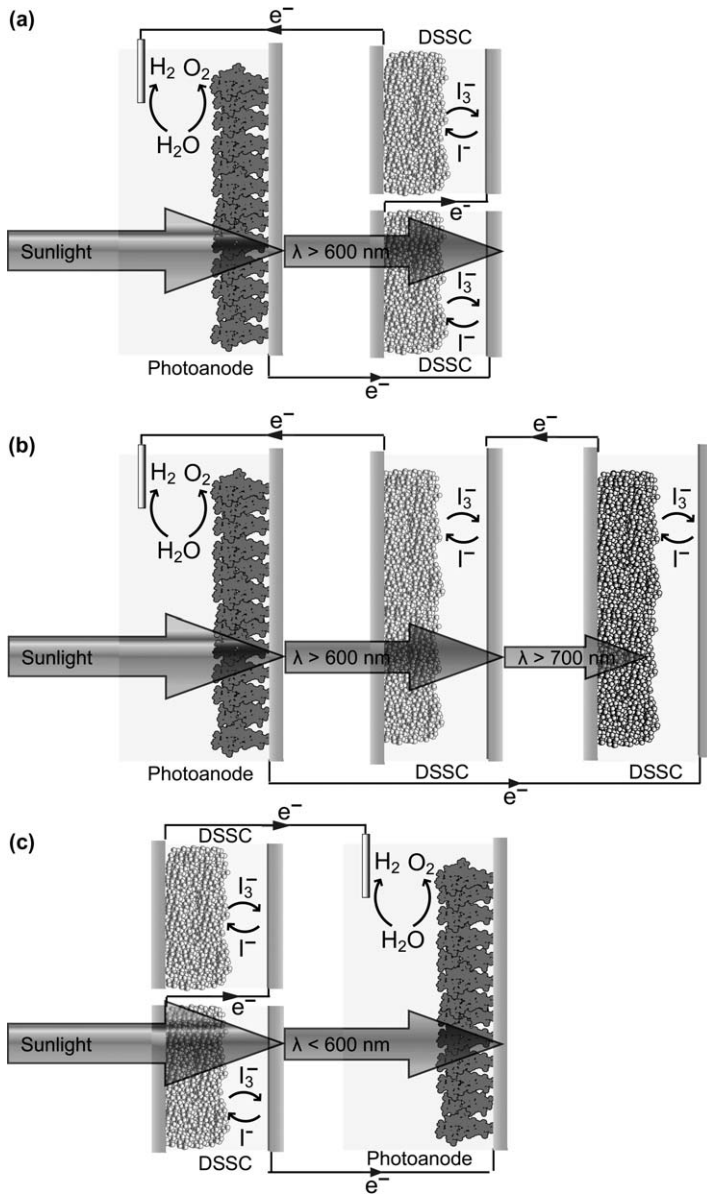 (a)
e⁻
DSSC
H₂ O₂
I₃⁻
H₂O
I⁻
e⁻
Sunlight
λ > 600 nm
I₃⁻
I⁻
Photoanode
DSSC
e⁻
(b)
e⁻
e⁻
H₂ O₂
I₃⁻
I₃⁻
H₂O
I⁻
I⁻
Sunlight
λ > 600 nm
λ > 700 nm
Photoanode
DSSC
DSSC
e⁻
(c)
e⁻
DSSC
H₂ O₂
I₃⁻
I⁻
H₂O
e⁻
Sunlight
λ < 600 nm
I₃⁻
I⁻
DSSC
Photoanode
e⁻